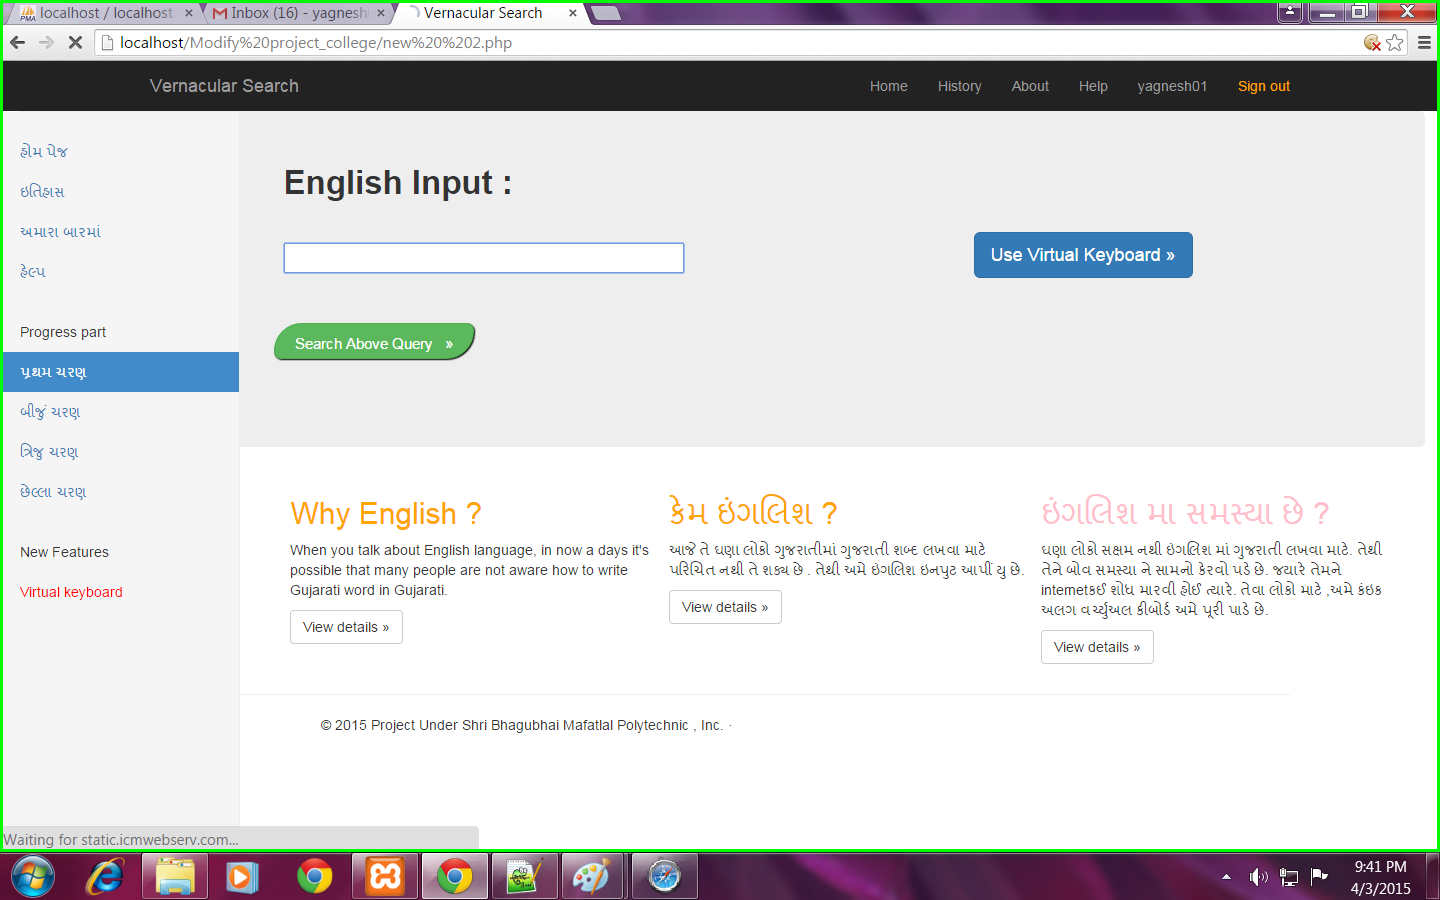 localhost / localhost
Inbox (16) - yagnesh
Vernacular Search
localhost/Modify%20project_college/new%20%202.php
Vernacular Search
Home
History
About
Help
yagnesh01
Sign out
હોમ પેજ
ઇતિહાસ
અમારા બારમાં
હેલ્પ
Progress part
પ્રથમ ચરણ
બીજું ચરણ
ત્રિજુ ચરણ
છેલ્લા ચરણ
New Features
Virtual keyboard
English Input :
Use Virtual Keyboard »
Search Above Query »
Why English ?
When you talk about English language, in now a days it's
possible that many people are not aware how to write
Gujarati word in Gujarati.
View details »
કેમ ઇંગલિશ ?
આજે તે ઘણા લોકો ગુજરાતીમાં ગુજરાતી શબ્દ લખવા માટે
પરિચિત નથી તે શક્ય છે . તેથી અમે ઇંગલિશ ઇનપુટ આપીં યુ છે.
View details »
ઇંગલિશ મા સમસ્યા છે ?
ઘણા લોકો સક્ષમ નથી ઇંગલિશ માં ગુજરાતી લખવા માટે. તેથી
તેને બોવ સમસ્યા ને સામનો કેરવો પડે છે. જ્યારે તેમને
internetકઈ શોધ મારવી હોઈ ત્યારે. તેવા લોકો માટે ,અમે કંઇક
અલગ વર્ચ્યુઅલ કીબોર્ડ અમે પૂરી પાડે છે.
View details »
© 2015 Project Under Shri Bhagubhai Mafatlal Polytechnic , Inc. ·
Waiting for static.icmwebserv.com...
9:41 PM
4/3/2015